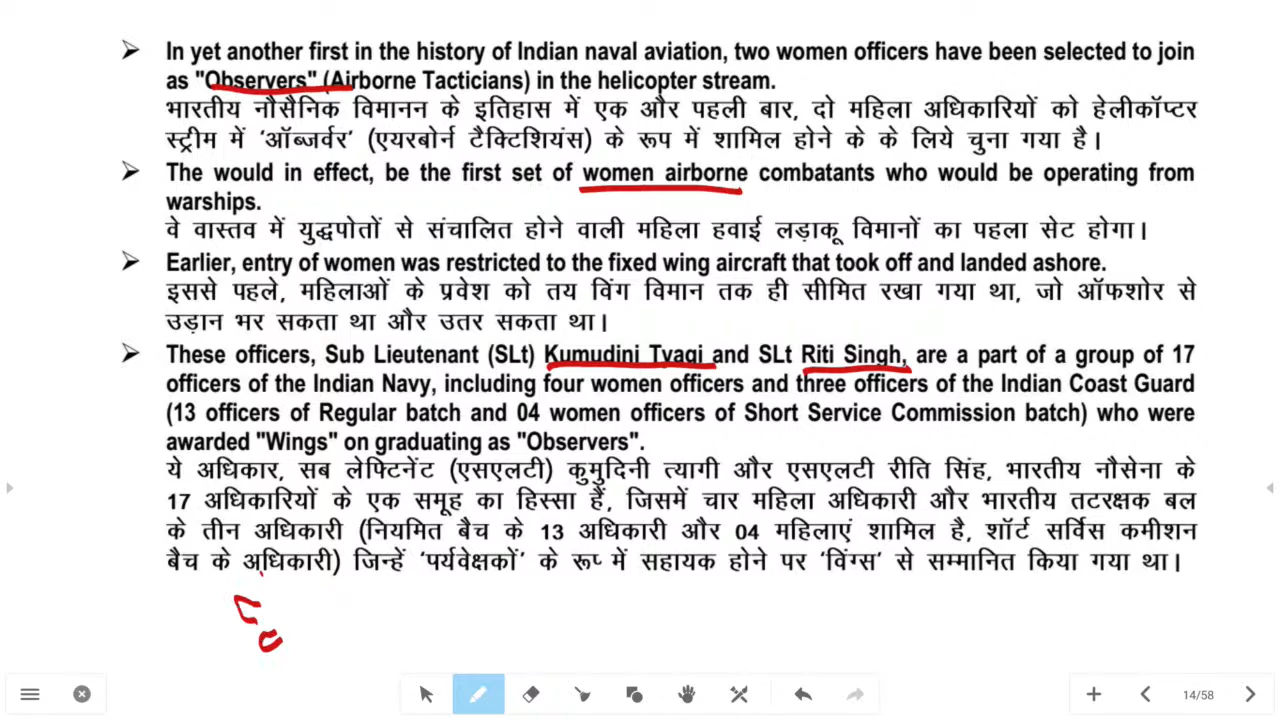 ➢ In yet another first in the history of Indian naval aviation, two women officers have been selected to join
as "Observers" (Airborne Tacticians) in the helicopter stream.
भारतीय नौसैनिक विमानन के इतिहास में एक और पहली बार, दो महिला अधिकारियों को हेलीकॉप्टर
स्ट्रीम में ‘ऑब्जर्वर’ (एयरबोर्न टैक्टिशियंस) के रूप में शामिल होने के के लिये चुना गया है।
➢ The would in effect, be the first set of women airborne combatants who would be operating from
warships.
वे वास्तव में युद्धपोतों से संचालित होने वाली महिला हवाई लड़ाकू विमानों का पहला सेट होगा।
➢ Earlier, entry of women was restricted to the fixed wing aircraft that took off and landed ashore.
इससे पहले, महिलाओं के प्रवेश को तय विंग विमान तक ही सीमित रखा गया था, जो ऑफशोर से
उड़ान भर सकता था और उतर सकता था।
➢ These officers, Sub Lieutenant (SLt) Kumudini Tyagi and SLt Riti Singh, are a part of a group of 17
officers of the Indian Navy, including four women officers and three officers of the Indian Coast Guard
(13 officers of Regular batch and 04 women officers of Short Service Commission batch) who were
awarded "Wings" on graduating as "Observers".
ये अधिकार, सब लेफ्टिनेंट (एसएलटी) कुमुदिनी त्यागी और एसएलटी रीति सिंह, भारतीय नौसेना के
17 अधिकारियों के एक समूह का हिस्सा हैं, जिसमें चार महिला अधिकारी और भारतीय तटरक्षक बल
के तीन अधिकारी (नियमित बैच के 13 अधिकारी और 04 महिलाएं शामिल है, शॉर्ट सर्विस कमीशन
बैच के अधिकारी) जिन्हें ‘पर्यवेक्षकों’ के रूप में सहायक होने पर ‘विंग्स’ से सम्मानित किया गया था।
14/58